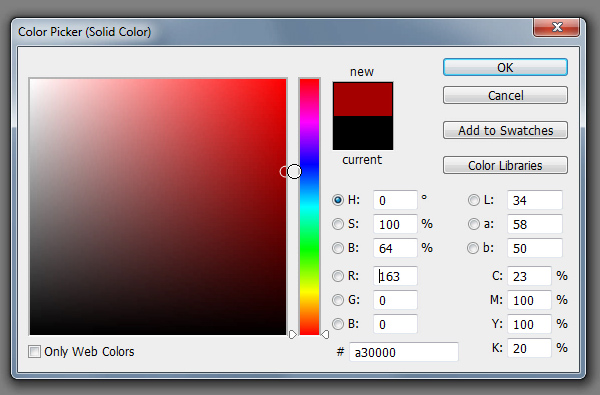 Color Picker (Solid Color)
new
current
OK
Cancel
Add to Swatches
Color Libraries
H: 0 °
S: 100 %
B: 64 %
R: 163
G: 0
B: 0
L: 34
a: 58
b: 50
C: 23 %
M: 100 %
Y: 100 %
K: 20 %
Only Web Colors
# a30000